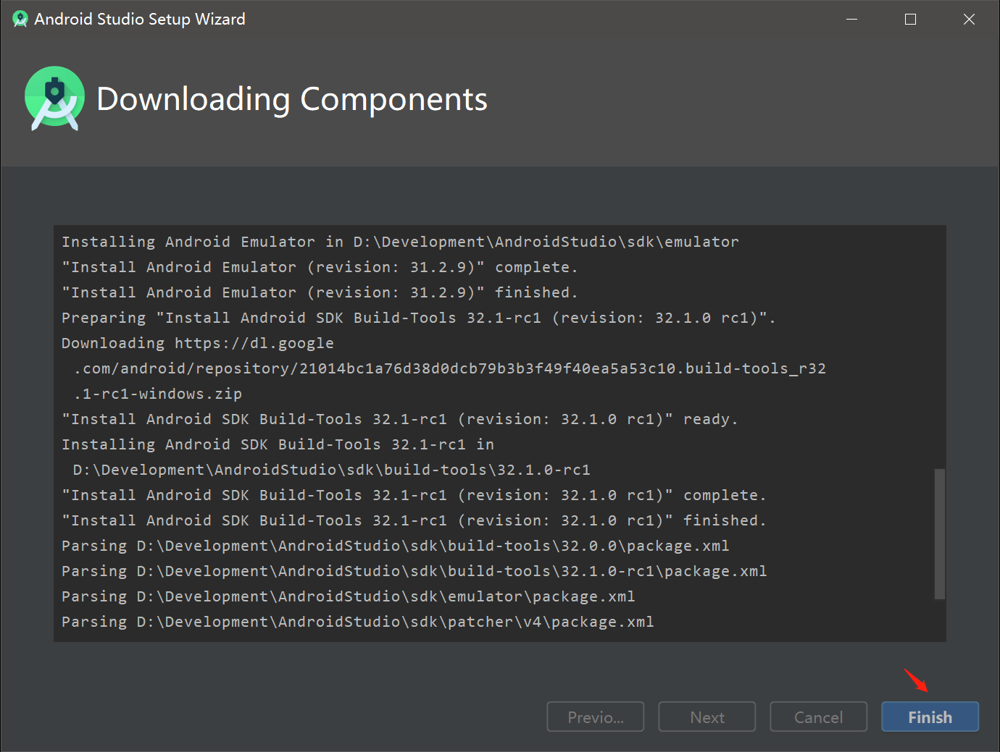 Android Studio Setup Wizard
Downloading Components
Installing Android Emulator in D:\Development\AndroidStudio\sdk\emulator
"Install Android Emulator (revision: 31.2.9)" complete.
"Install Android Emulator (revision: 31.2.9)" finished.
Preparing "Install Android SDK Build-Tools 32.1-rc1 (revision: 32.1.0 rc1)".
Downloading https://dl.google
.com/android/repository/21014bc1a76d38d0dcb79b3b3f49f40ea5a53c10.build-tools_r32
.1-rc1-windows.zip
"Install Android SDK Build-Tools 32.1-rc1 (revision: 32.1.0 rc1)" ready.
Installing Android SDK Build-Tools 32.1-rc1 in
D:\Development\AndroidStudio\sdk\build-tools\32.1.0-rc1
"Install Android SDK Build-Tools 32.1-rc1 (revision: 32.1.0 rc1)" complete.
"Install Android SDK Build-Tools 32.1-rc1 (revision: 32.1.0 rc1)" finished.
Parsing D:\Development\AndroidStudio\sdk\build-tools\32.0.0\package.xml
Parsing D:\Development\AndroidStudio\sdk\build-tools\32.1.0-rc1\package.xml
Parsing D:\Development\AndroidStudio\sdk\emulator\package.xml
Parsing D:\Development\AndroidStudio\sdk\patcher\v4\package.xml
Previo... Next Cancel Finish